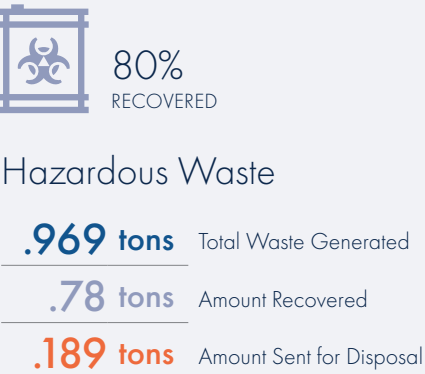 80%
RECOVERED
Hazardous Waste
.969 tons Total Waste Generated
.78 tons Amount Recovered
.189 tons Amount Sent for Disposal